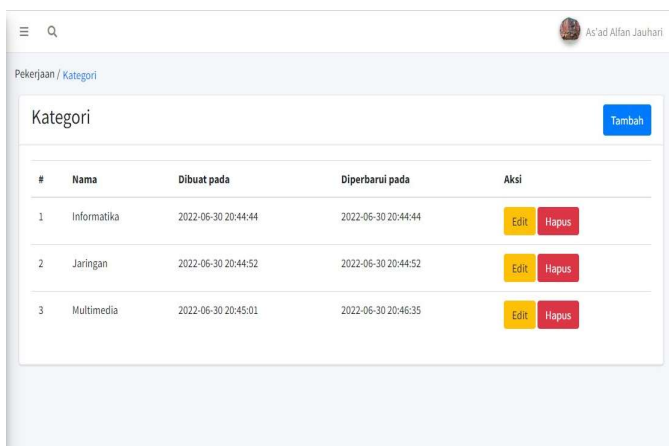 As'ad Alfan Jauhari
Pekerjaan / Kategori
Kategori
Tambah
# Nama Dibuat pada Diperbarui pada Aksi
1 Informatika 2022-06-30 20:44:44 2022-06-30 20:44:44 Edit Hapus
2 Jaringan 2022-06-30 20:44:52 2022-06-30 20:44:52 Edit Hapus
3 Multimedia 2022-06-30 20:45:01 2022-06-30 20:46:35 Edit Hapus